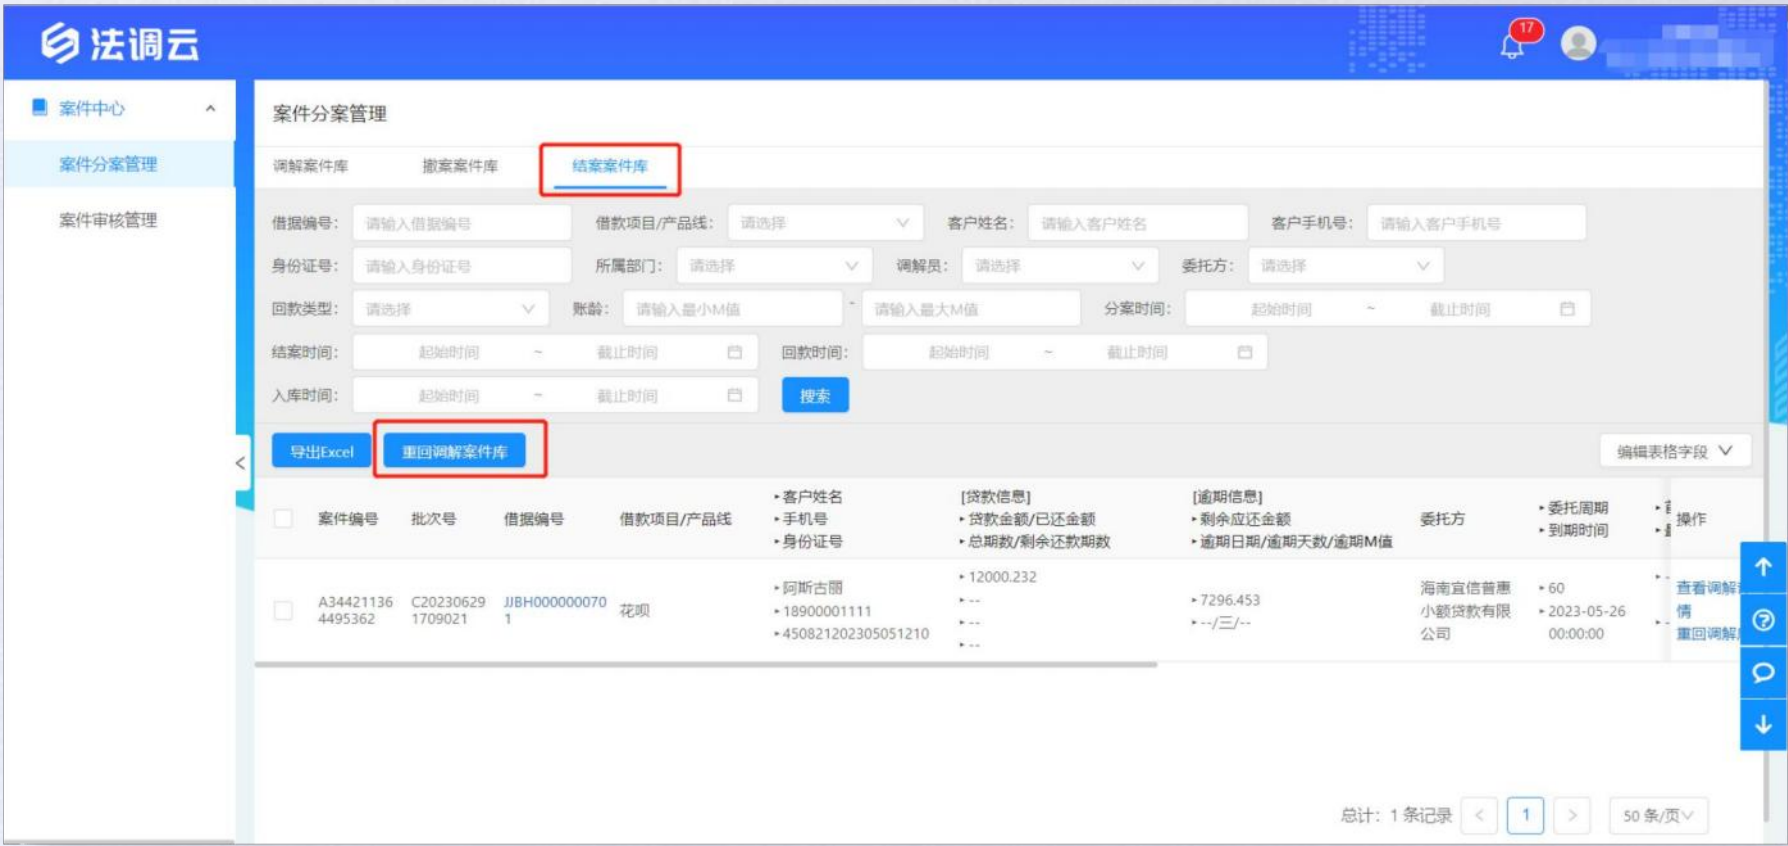 法调云
17
案件中心
案件分案管理
案件审核管理
案件分案管理
调解案件库 撤案案件库 结案案件库
借据编号: 请输入借据编号 借款项目/产品线: 请选择 客户姓名: 请输入客户姓名 客户手机号: 请输入客户手机号
身份证号: 请输入身份证号 所属部门: 请选择 调解员: 请选择 委托方: 请选择
回款类型: 请选择 账龄: 请输入最小M值 ~ 请输入最大M值 分案时间: 起始时间 ~ 截止时间
结案时间: 起始时间 ~ 截止时间 回款时间: 起始时间 ~ 截止时间
入库时间: 起始时间 ~ 截止时间 搜索
导出Excel 重回调解案件库 编辑表格字段
案件编号 批次号 借据编号 借款项目/产品线
▸客户姓名
▸手机号
▸身份证号
[贷款信息]
▸贷款金额/已还金额
▸总期数/剩余还款期数
[逾期信息]
▸剩余应还金额
▸逾期日期/逾期天数/逾期M值
委托方
▸委托周期
▸到期时间
操作
A34421136
4495362
C20230629
1709021
JJBH000000070
1
花呗
▸阿斯古丽
▸18900001111
▸450821202305051210
▸12000.232
▸--
▸--
▸--
▸7296.453
▸--/三/--
海南宜信普惠
小额贷款有限
公司
▸60
▸2023-05-26
00:00:00
查看调解
情
重回调解
总计: 1 条记录 < 1 > 50 条/页